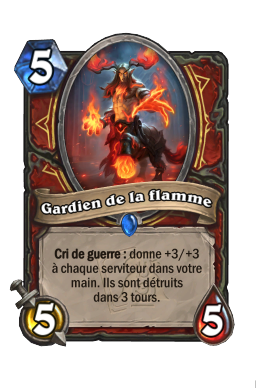 5
Gardien de la flamme
Cri de guerre : donne +3/+3
à chaque serviteur dans votre
main. Ils sont détruits
dans 3 tours.
5
5